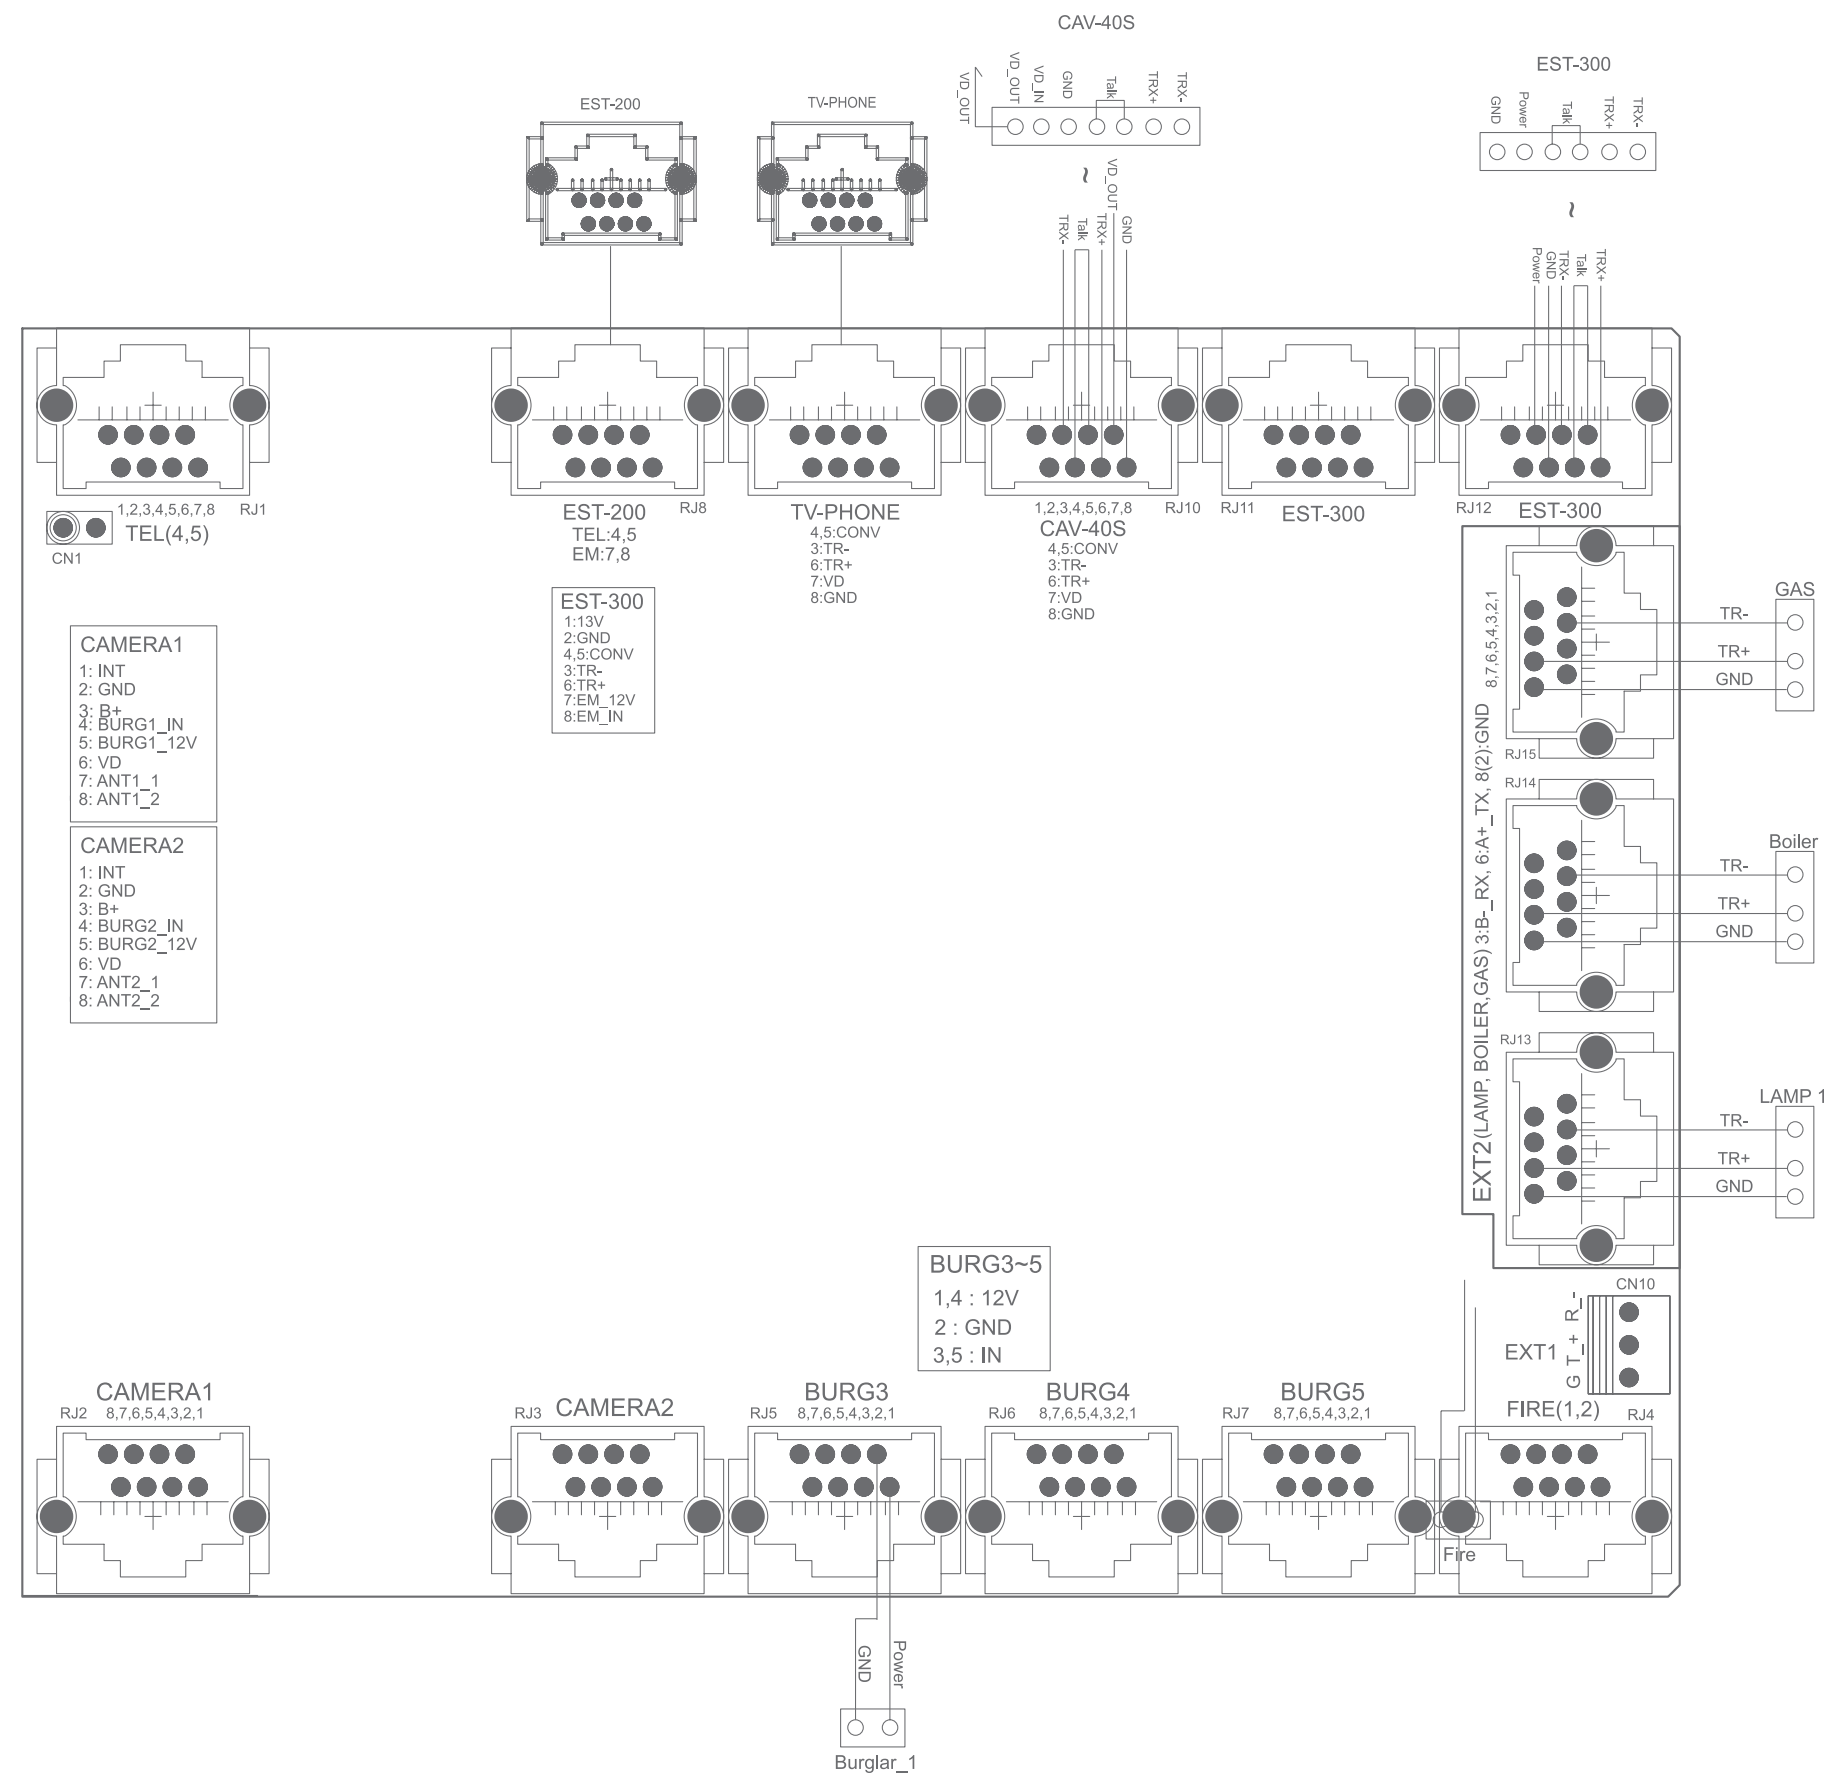 CAV-40S
EST-300
EST-200
TV-PHONE
VD_OUT
VD_OUT
VD_IN
GND
Talk
TRX+
TRX-
GND
Power
Talk
TRX+
TRX-
~
VD_OUT
TRX-
Talk
TRX+
GND
~
Power
GND
TRX-
Talk
TRX+
1,2,3,4,5,6,7,8
RJ1
TEL(4,5)
CN1
EST-200
RJ8
TEL:4,5
EM:7,8
TV-PHONE
4,5:CONV
3:TR-
6:TR+
7:VD
8:GND
1,2,3,4,5,6,7,8
RJ10
CAV-40S
4,5:CONV
3:TR-
6:TR+
7:VD
8:GND
RJ11
EST-300
RJ12
EST-300
EST-300
1:13V
2:GND
4,5:CONV
3:TR-
6:TR+
7:EM_12V
8:EM_IN
CAMERA1
1: INT
2: GND
3: B+
4: BURG1_IN
5: BURG1_12V
6: VD
7: ANT1_1
8: ANT1_2
CAMERA2
1: INT
2: GND
3: B+
4: BURG2_IN
5: BURG2_12V
6: VD
7: ANT2_1
8: ANT2_2
8,7,6,5,4,3,2,1
EXT2(LAMP, BOILER,GAS) 3:B-_RX, 6:A+_TX, 8(2):GND
RJ15
GAS
TR-
TR+
GND
RJ14
Boiler
TR-
TR+
GND
RJ13
LAMP 1
TR-
TR+
GND
BURG3~5
1,4 : 12V
2 : GND
3,5 : IN
CN10
EXT1
G T_+ R_-
CAMERA1
RJ2
8,7,6,5,4,3,2,1
RJ3
CAMERA2
BURG3
RJ5
8,7,6,5,4,3,2,1
BURG4
RJ6
8,7,6,5,4,3,2,1
BURG5
RJ7
8,7,6,5,4,3,2,1
FIRE(1,2)
RJ4
Fire
GND
Power
Burglar_1